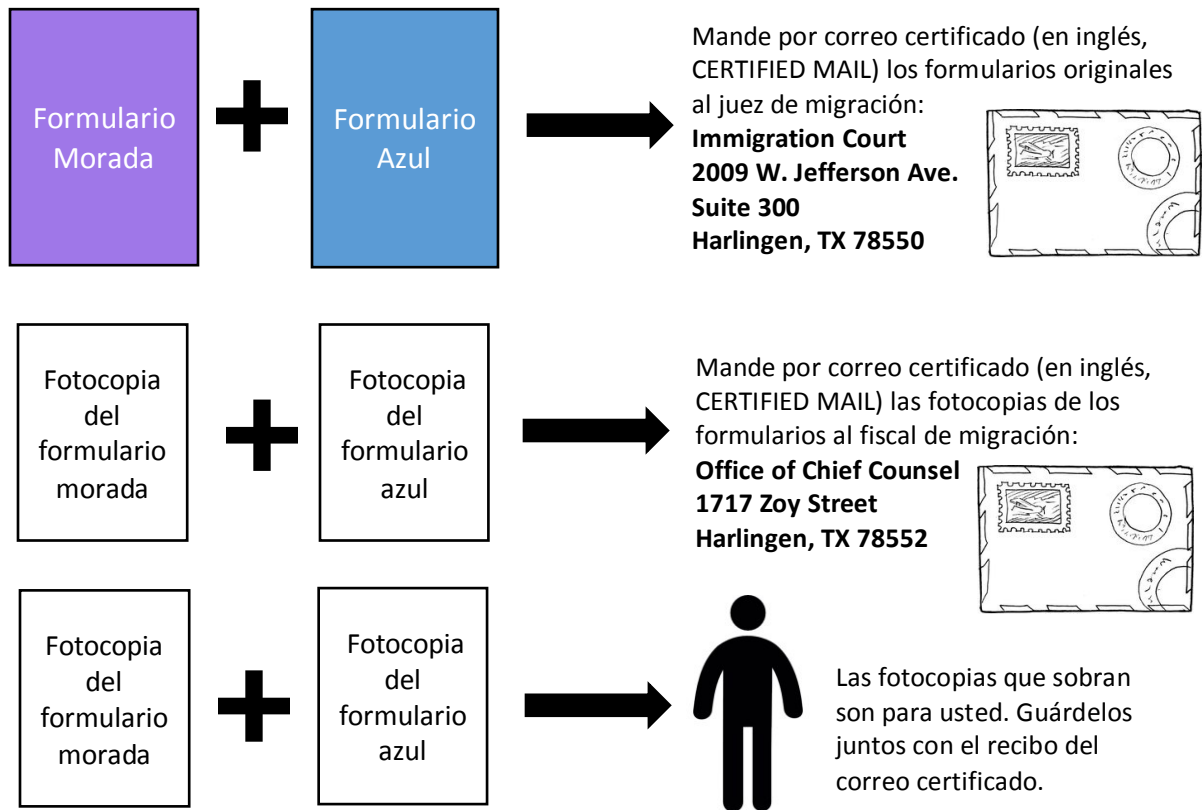 Formulario
Morada
Formulario
Azul
Mande por correo certificado (en inglés,
CERTIFIED MAIL) los formularios originales
al juez de migración:
Immigration Court
2009 W. Jefferson Ave.
Suite 300
Harlingen, TX 78550
Fotocopia
del
formulario
morada
Fotocopia
del
formulario
azul
Mande por correo certificado (en inglés,
CERTIFIED MAIL) las fotocopias de los
formularios al fiscal de migración:
Office of Chief Counsel
1717 Zoy Street
Harlingen, TX 78552
Fotocopia
del
formulario
morada
Fotocopia
del
formulario
azul
Las fotocopias que sobran
son para usted. Guárdelos
juntos con el recibo del
correo certificado.